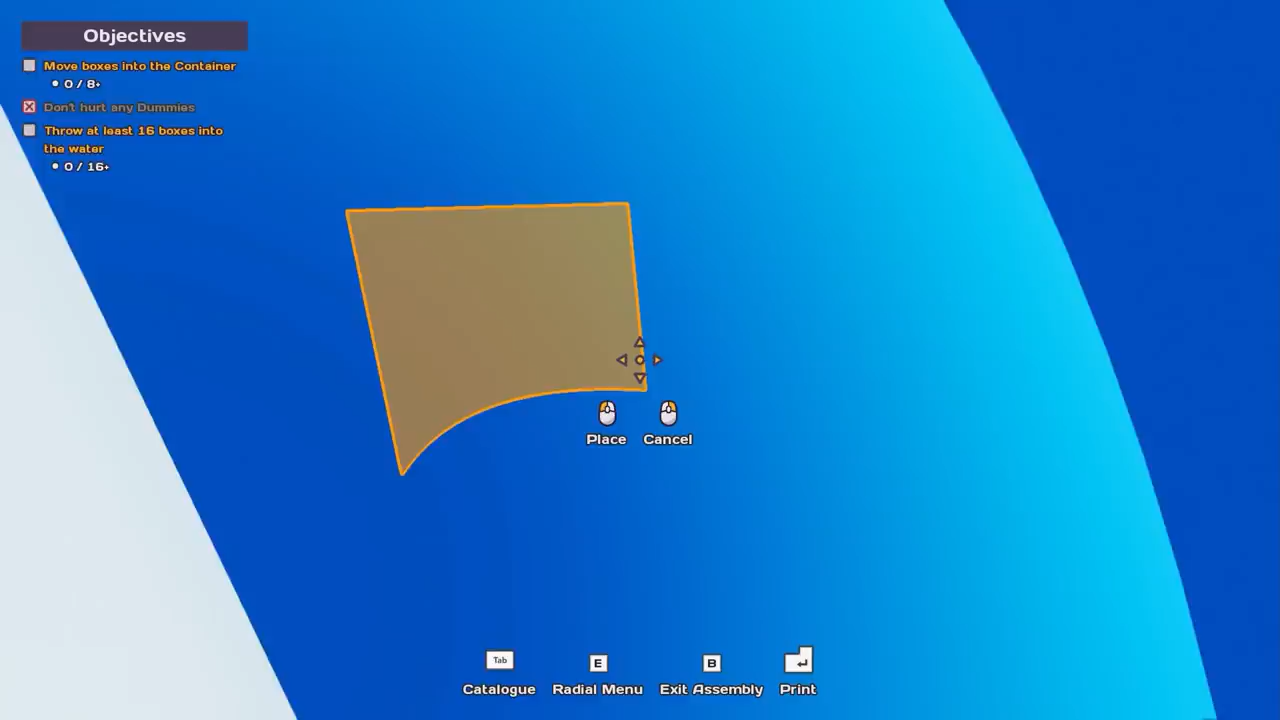 Objectives
Move boxes into the Container
0 / 8+
Don't hurt any Dummies
Throw at least 16 boxes into
the water
0 / 16+
Place Cancel
Tab E B
Catalogue Radial Menu Exit Assembly Print